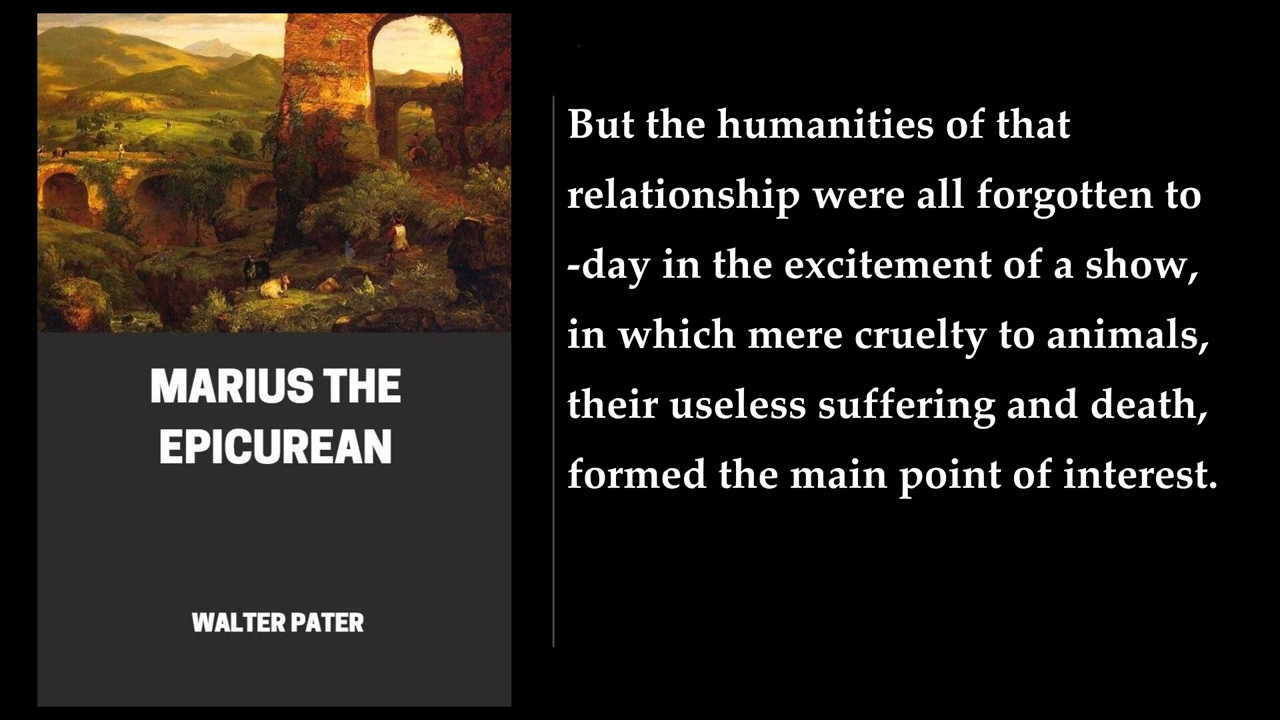 MARIUS THE
EPICUREAN
WALTER PATER
But the humanities of that
relationship were all forgotten to
-day in the excitement of a show,
in which mere cruelty to animals,
their useless suffering and death,
formed the main point of interest.